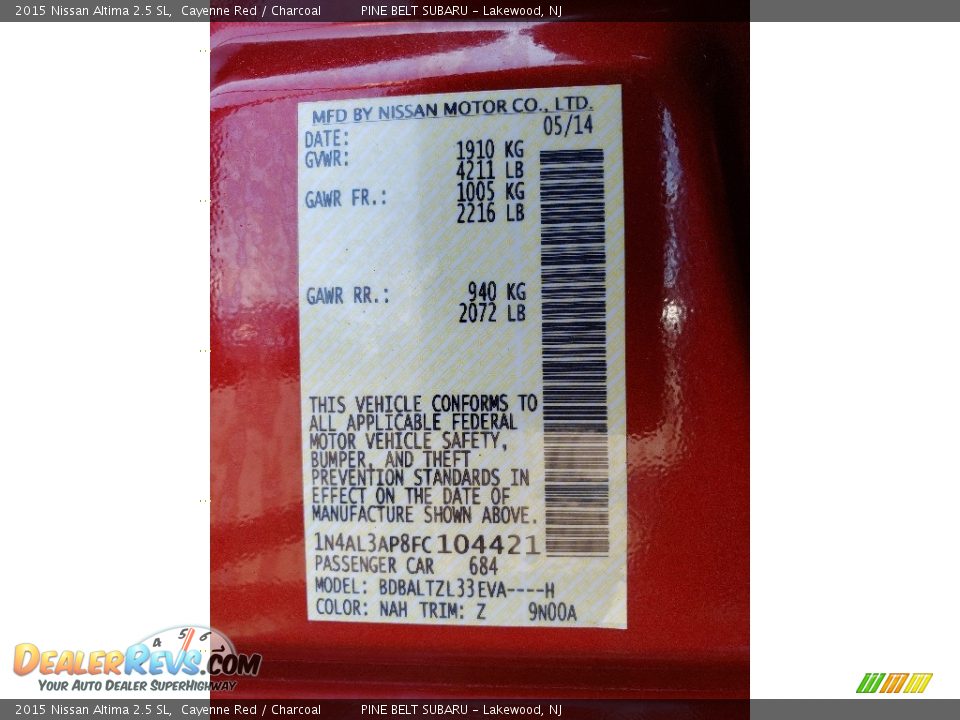 2015 Nissan Altima 2.5 SL, Cayenne Red / Charcoal PINE BELT SUBARU - Lakewood, NJ
MFD BY NISSAN MOTOR CO., LTD.
DATE: 05/14
GVWR: 1910 KG
4211 LB
GAWR FR.: 1005 KG
2216 LB
GAWR RR.: 940 KG
2072 LB
THIS VEHICLE CONFORMS TO
ALL APPLICABLE FEDERAL
MOTOR VEHICLE SAFETY,
BUMPER, AND THEFT
PREVENTION STANDARDS IN
EFFECT ON THE DATE OF
MANUFACTURE SHOWN ABOVE.
1N4AL3AP8FC104421
PASSENGER CAR 684
MODEL: BDBALTZL33EVA----H
COLOR: NAH TRIM: Z 9N00A
4 5 6
DEALERREVS.COM
YOUR AUTO DEALER SUPERHIGHWAY
2015 Nissan Altima 2.5 SL, Cayenne Red / Charcoal PINE BELT SUBARU - Lakewood, NJ